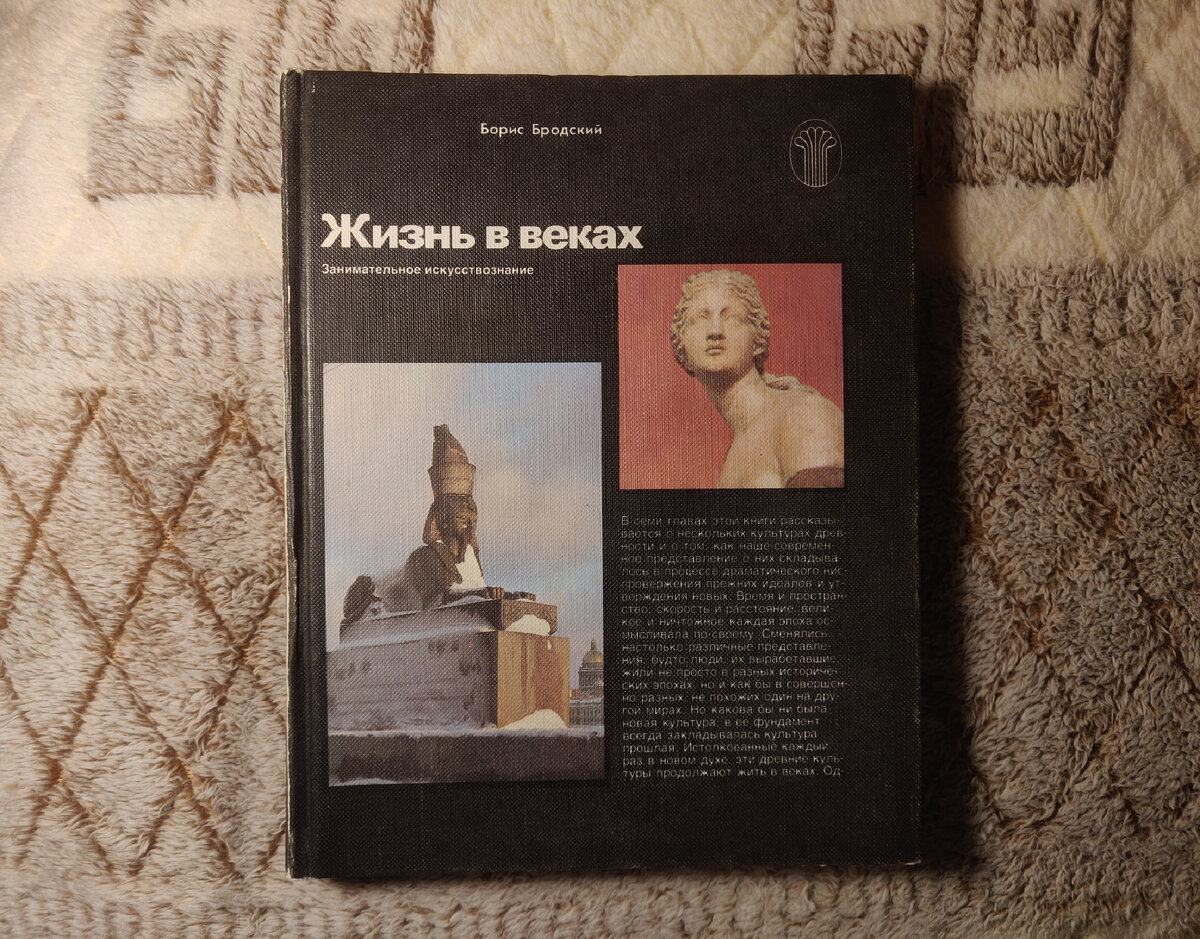 Борис Бродский
Жизнь в веках
Занимательное искусствознание
В семи главах этой книги рассказы-
вается о нескольких культурах древ-
ности и о том, как наше современ-
ное представление о них складыва-
лось в процессе драматического нис-
провержения прежних идеалов и ут-
верждения новых. Время и простран-
ство, скорость и расстояние, вели-
кое и ничтожное каждая эпоха ос-
мысливала по-своему. Сменялись
настолько различные представле-
ния, будто люди, их выработавшие,
жили не просто в разных историче-
ских эпохах, но и как бы в совершен-
но разных, не похожих один на дру-
гой мирах. Но какова бы ни была
новая культура, в ее фундамент
всегда закладывалась культура
прошлая. Истолкованные каждый
раз в новом духе, эти древние куль-
туры продолжают жить в веках. Од-